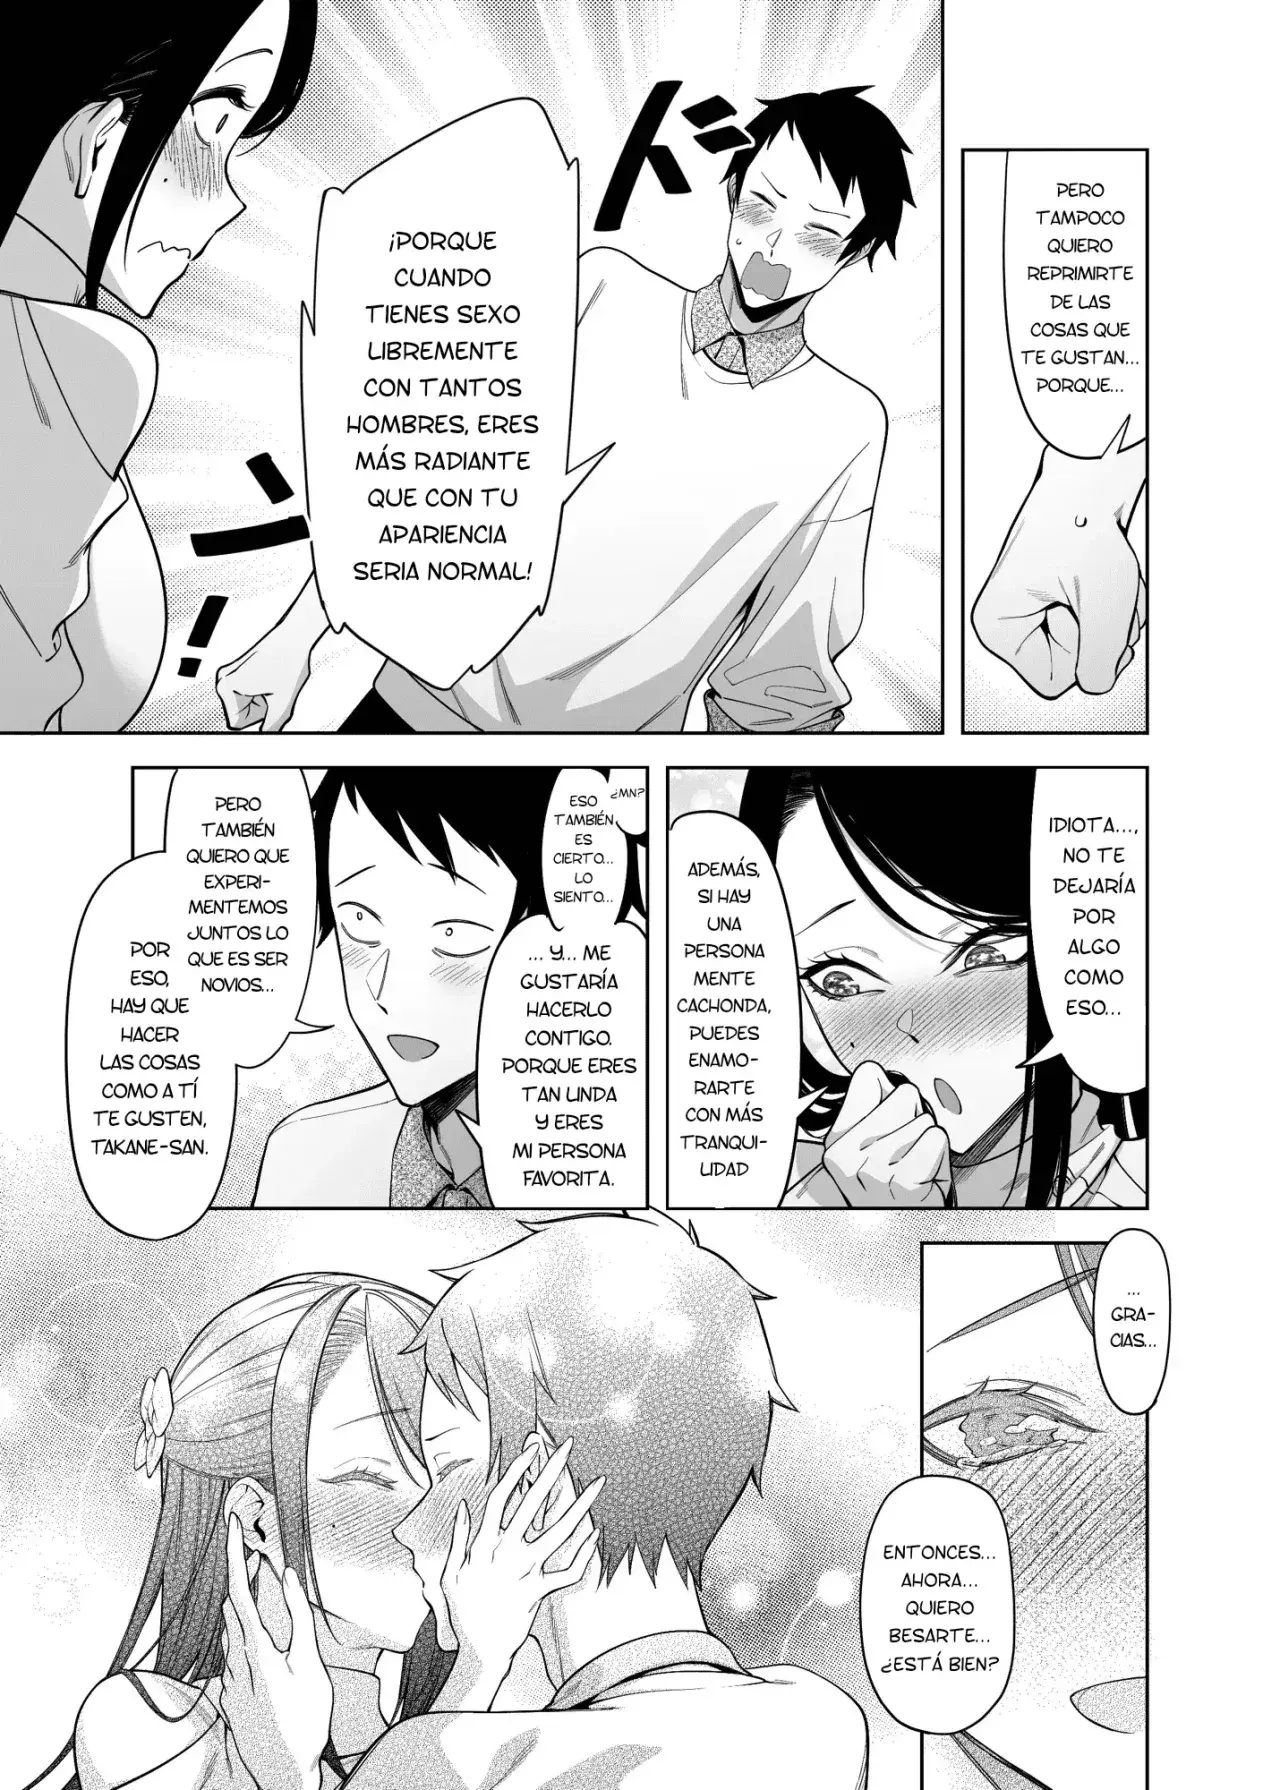 PERO
TAMPOCO
QUIERO
REPRIMIRTE
DE LAS
COSAS QUE
TE GUSTAN...
PORQUE...
ド
ン
!
¡PORQUE
CUANDO
TIENES SEXO
LIBREMENTE
CON TANTOS
HOMBRES, ERES
MÁS RADIANTE
QUE CON TU
APARIENCIA
SERIA NORMAL!
IDIOTA...,
NO TE
DEJARÍA
POR
ALGO
COMO
ESO...
ADEMÁS,
SI HAY
UNA
PERSONA
MENTE
CACHONDA,
PUEDES
ENAMO-
RARTE
CON MÁS
TRANQUI-
LIDAD
¿MN?
ESO
TAMBIÉN
ES
CIERTO...
LO
SIENTO...
... Y... ME
GUSTARÍA
HACERLO
CONTIGO.
PORQUE ERES
TAN LINDA
Y ERES
MI PERSONA
FAVORITA.
PERO
TAMBIÉN
QUIERO QUE
EXPERI-
MENTEMOS
JUNTOS LO
QUE ES SER
NOVIOS...
POR
ESO,
HAY QUE
HACER
LAS COSAS
COMO A TÍ
TE GUSTEN,
TAKANE-SAN.
...
GRA-
CIAS...
ENTONCES...
AHORA...
QUIERO
BESARTE...
¿ESTÁ BIEN?